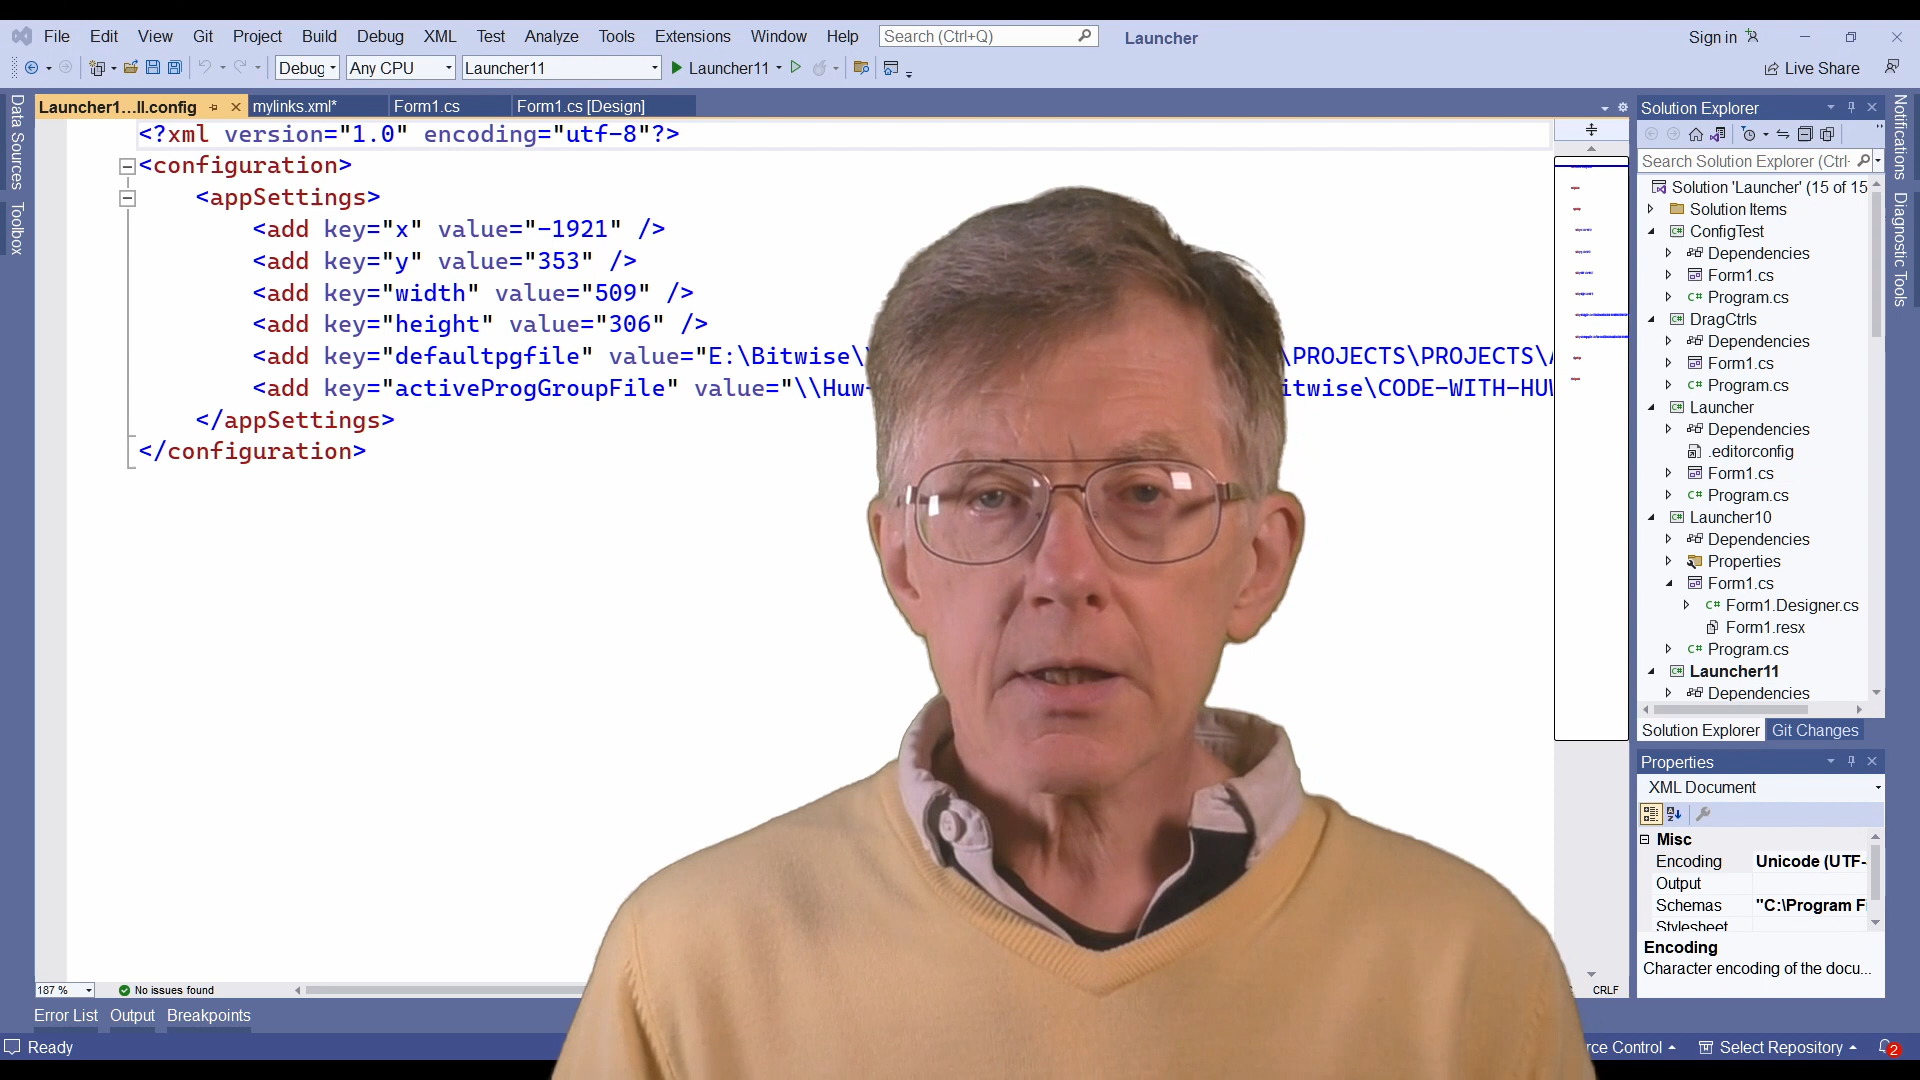 File Edit View Git Project Build Debug XML Test Analyze Tools Extensions Window Help Search (Ctrl+Q) Launcher Sign in
Debug Any CPU Launcher11 Launcher11 Live Share
Launcher1...ll.config mylinks.xml* Form1.cs Form1.cs [Design]
Data Sources
Toolbox
<?xml version="1.0" encoding="utf-8"?>
<configuration>
<appSettings>
<add key="x" value="-1921" />
<add key="y" value="353" />
<add key="width" value="509" />
<add key="height" value="306" />
<add key="defaultpgfile" value="E:\Bitwise\ \PROJECTS\PROJECTS\
<add key="activeProgGroupFile" value="\\Huw- itwise\CODE-WITH-HUW
</appSettings>
</configuration>
187 % No issues found CRLF
Error List Output Breakpoints
Solution Explorer
Search Solution Explorer (Ctrl-
Solution 'Launcher' (15 of 15
Solution Items
ConfigTest
Dependencies
Form1.cs
C# Program.cs
DragCtrls
Dependencies
Form1.cs
C# Program.cs
Launcher
Dependencies
.editorconfig
Form1.cs
C# Program.cs
Launcher10
Dependencies
Properties
Form1.cs
C# Form1.Designer.cs
Form1.resx
C# Program.cs
Launcher11
Dependencies
Solution Explorer Git Changes
Properties
XML Document
Misc
Encoding Unicode (UTF-
Output
Schemas "C:\Program F
Stylesheet
Encoding
Character encoding of the docu...
Notifications
Diagnostic Tools
Ready rce Control Select Repository 2